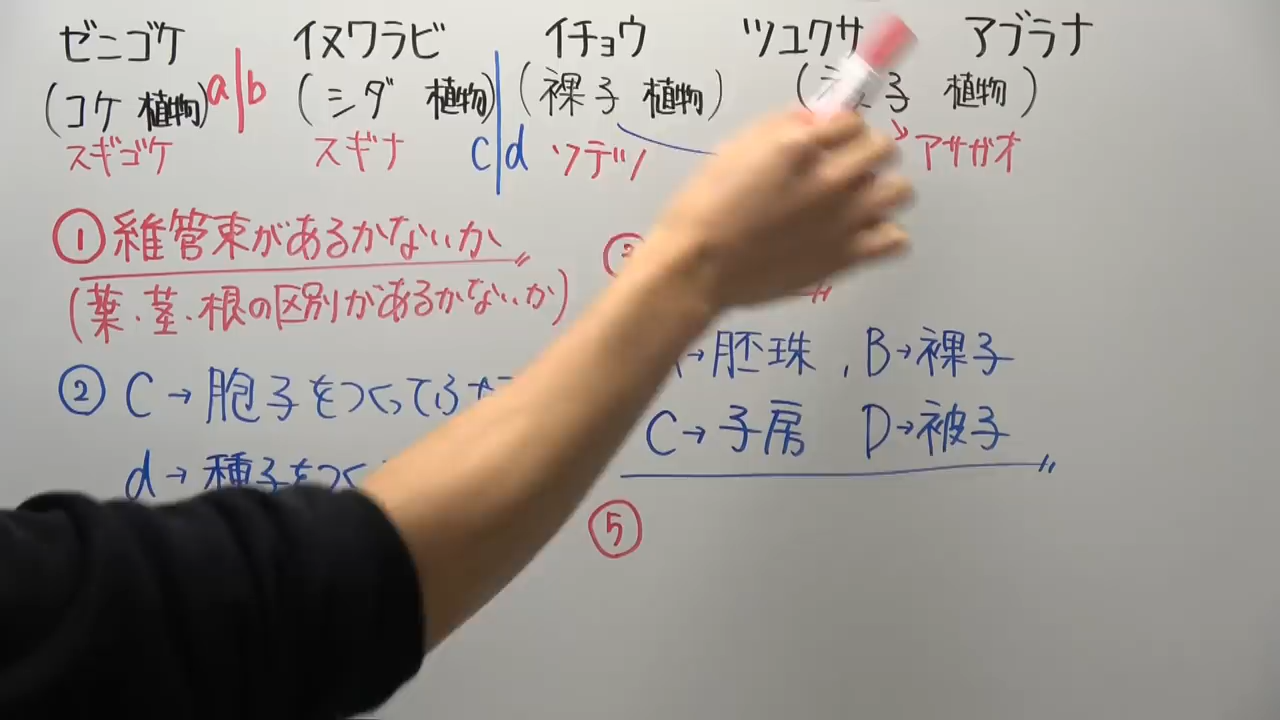 ゼニゴケ イヌワラビ イチョウ ツユクサ アブラナ
(コケ 植物) a b (シダ 植物) (裸子 植物) (子 植物)
スギゴケ スギナ c d ソテツ アサガオ
① 維管束があるかないか
(葉・茎・根の区別があるかないか)
② C→胞子をつくってふ
d→種子をつく
③
→胚珠, B→裸子
C→子房 D→被子
⑤